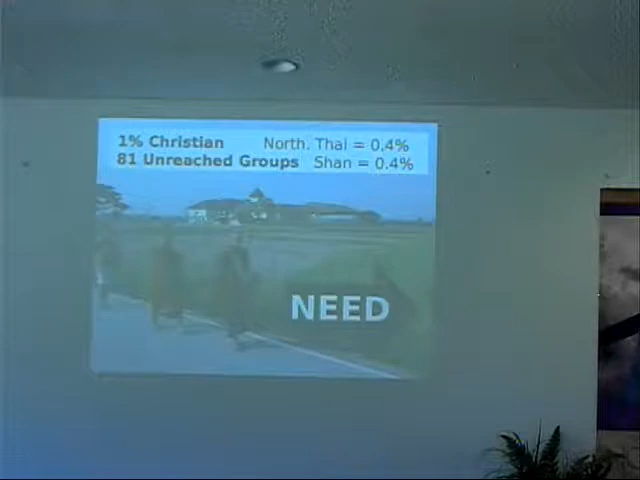 1% Christian North. Thai = 0.4%
81 Unreached Groups Shan = 0.4%
NEED